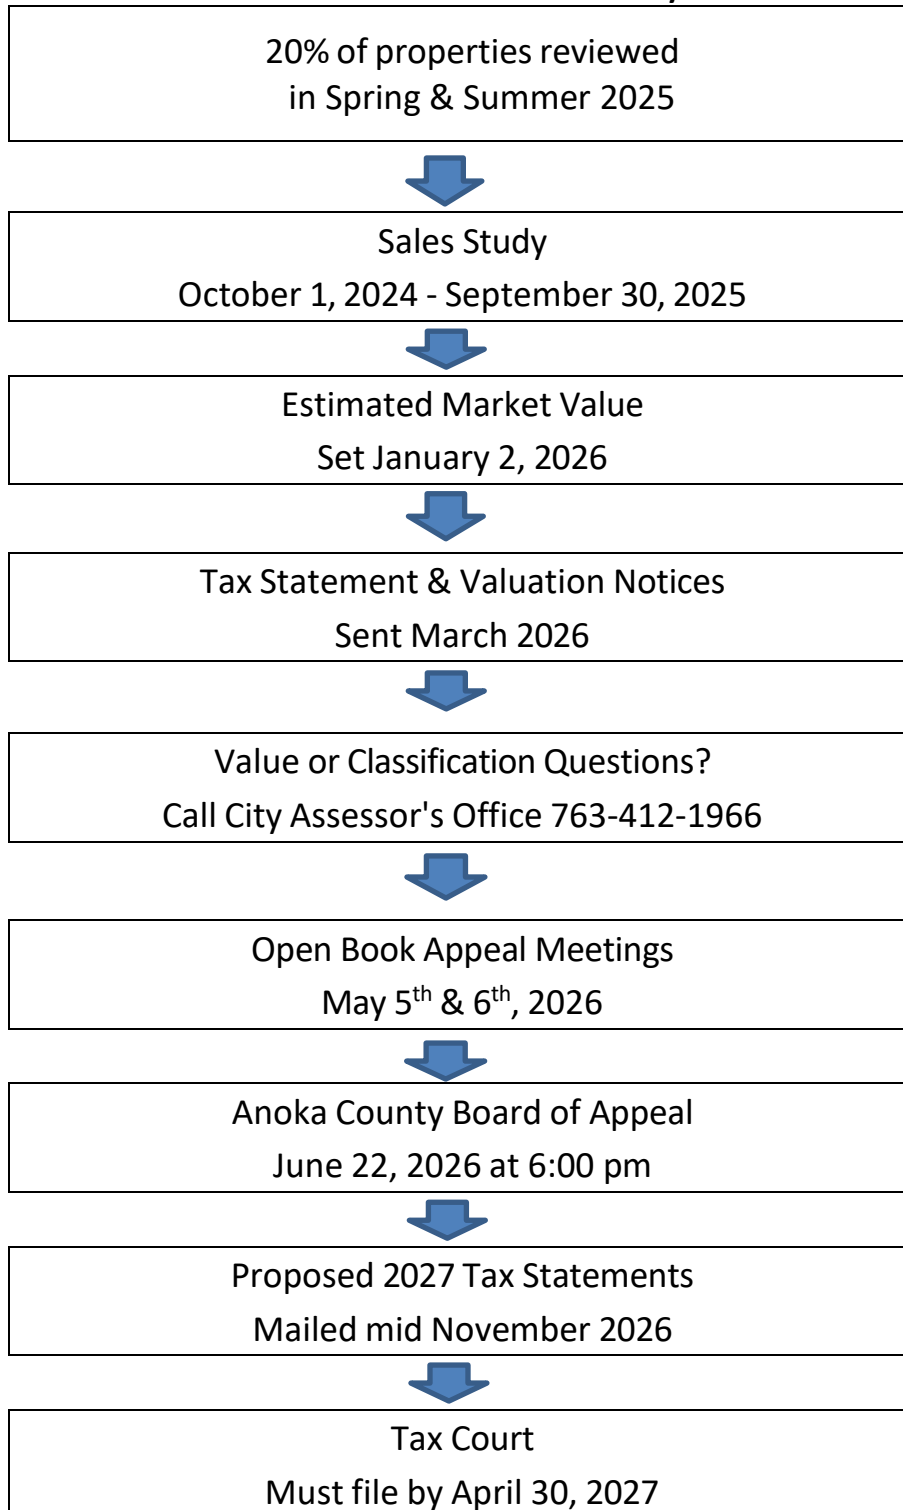 20% of properties reviewed
in Spring & Summer 2025
Sales Study
October 1, 2024 - September 30, 2025
Estimated Market Value
Set January 2, 2026
Tax Statement & Valuation Notices
Sent March 2026
Value or Classification Questions?
Call City Assessor's Office 763-412-1966
Open Book Appeal Meetings
May 5th & 6th, 2026
Anoka County Board of Appeal
June 22, 2026 at 6:00 pm
Proposed 2027 Tax Statements
Mailed mid November 2026
Tax Court
Must file by April 30, 2027